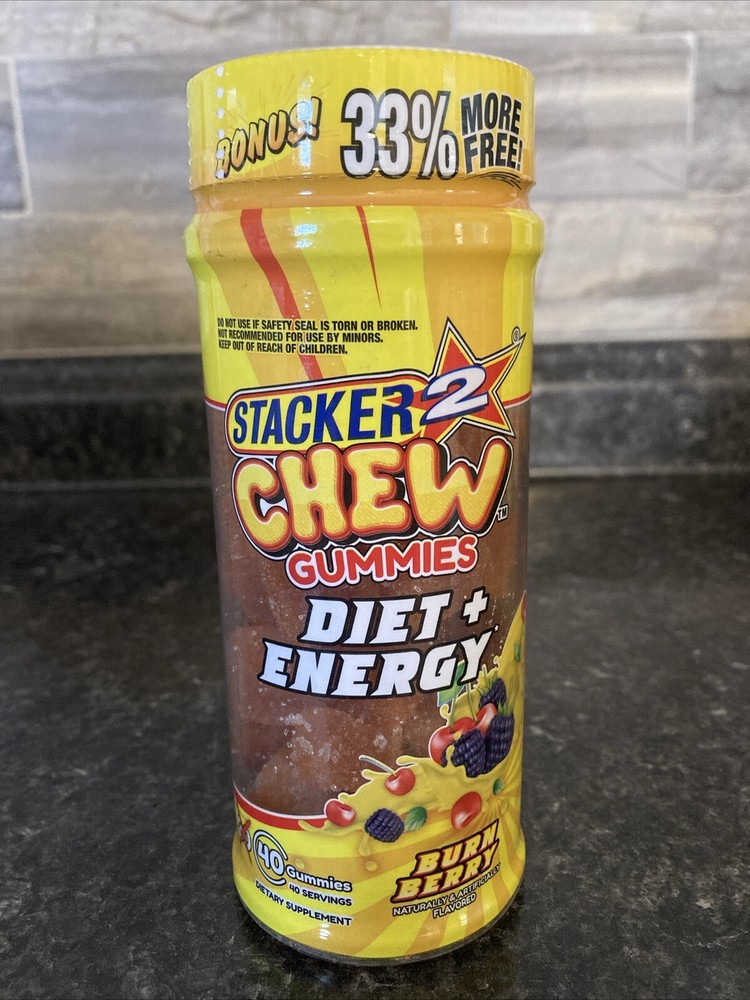 BONUS! 33% MORE FREE!
DO NOT USE IF SAFETY SEAL IS TORN OR BROKEN.
NOT RECOMMENDED FOR USE BY MINORS.
KEEP OUT OF REACH OF CHILDREN.
STACKER 2®
CHEW™
GUMMIES
DIET +
ENERGY
40 Gummies
40 SERVINGS
DIETARY SUPPLEMENT
BURN
BERRY
NATURALLY & ARTIFICIALLY
FLAVORED